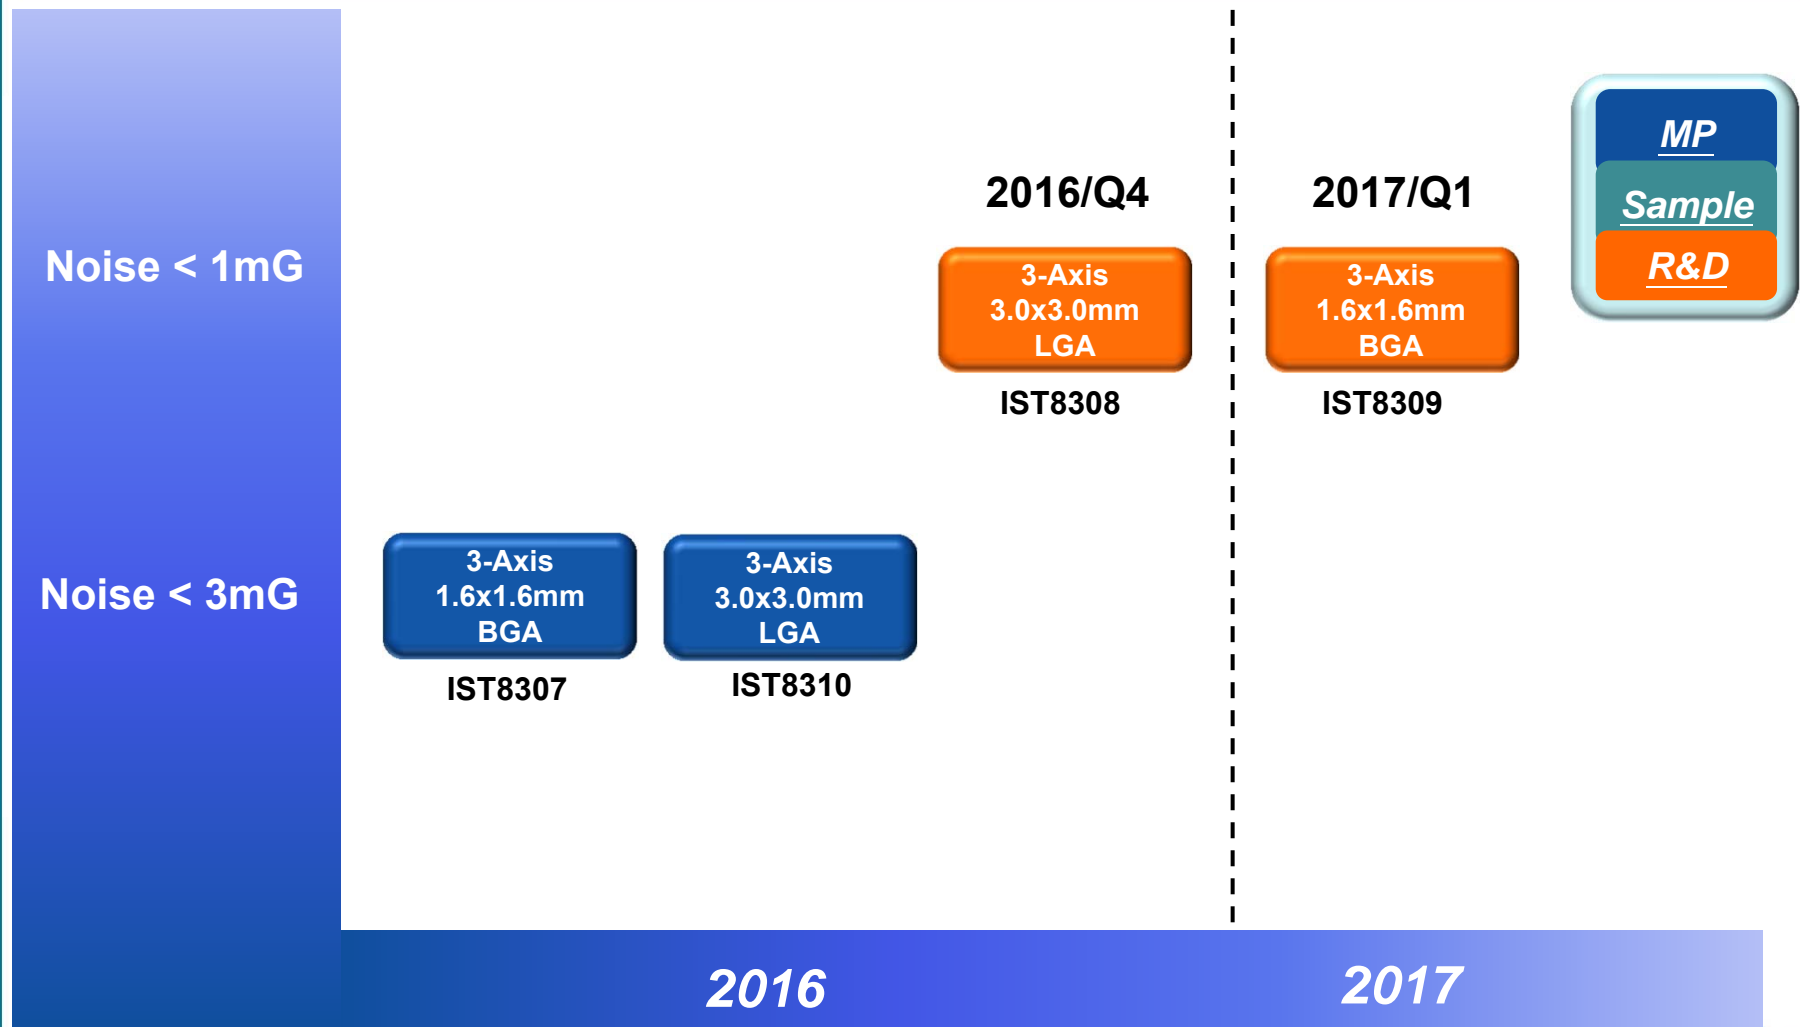 MP
2016/Q4
2017/Q1
Sample
Noise < 1mG
R&D
3-Axis
3.0x3.0mm
LGA
IST8308
3-Axis
1.6x1.6mm
BGA
IST8309
Noise < 3mG
3-Axis
1.6x1.6mm
BGA
IST8307
3-Axis
3.0x3.0mm
LGA
IST8310
2016
2017